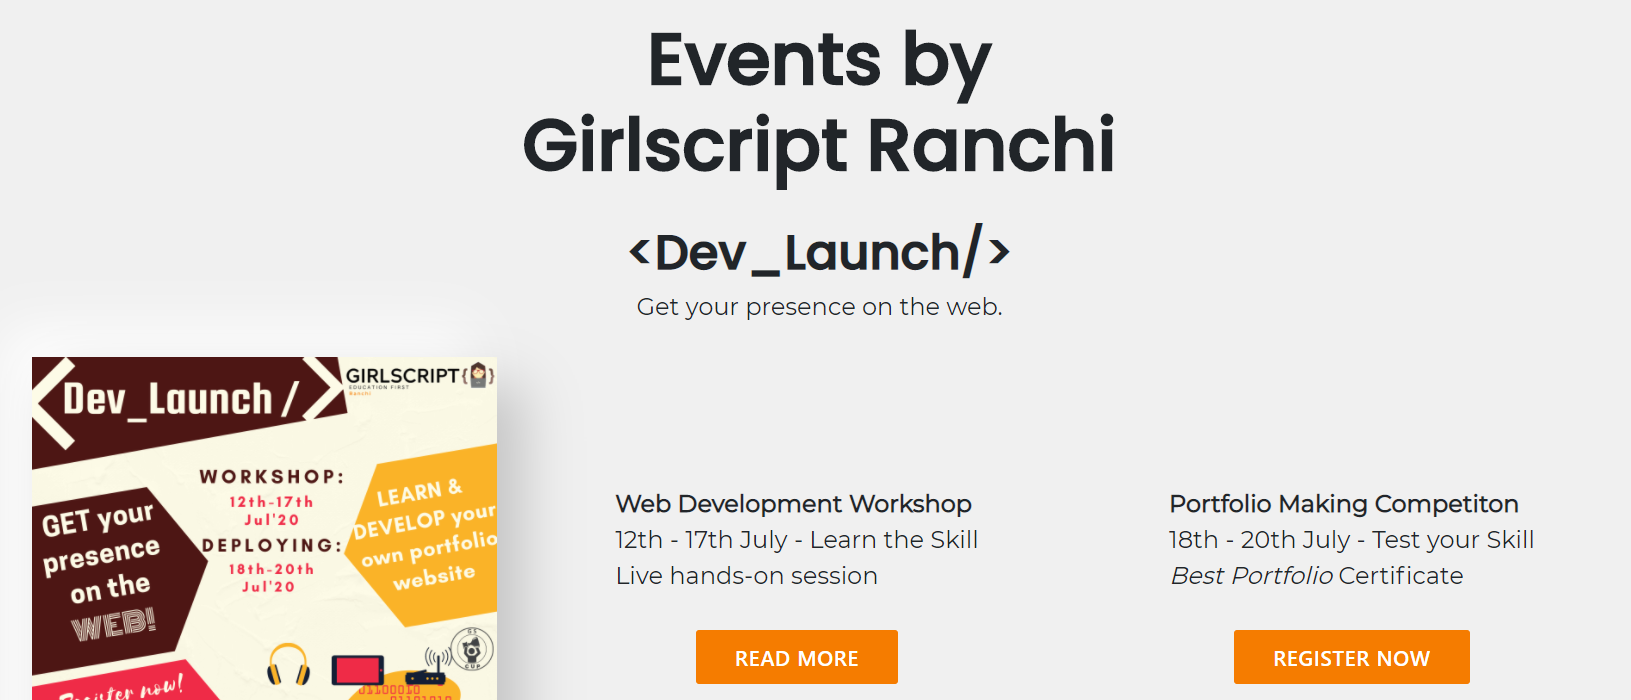 Events by
Girlscript Ranchi
<Dev_Launch/>
Get your presence on the web.
Dev_Launch /
GIRLSCRIPT{ }
EDUCATION FIRST
Ranchi
WORKSHOP:
12th-17th
Jul'20
DEPLOYING:
18th-20th
Jul'20
GET your
presence
on the
WEB!
LEARN &
DEVELOP your
own portfolio
website
GS
CUP
Register now!
01100010
Web Development Workshop
12th - 17th July - Learn the Skill
Live hands-on session
READ MORE
Portfolio Making Competiton
18th - 20th July - Test your Skill
Best Portfolio Certificate
REGISTER NOW